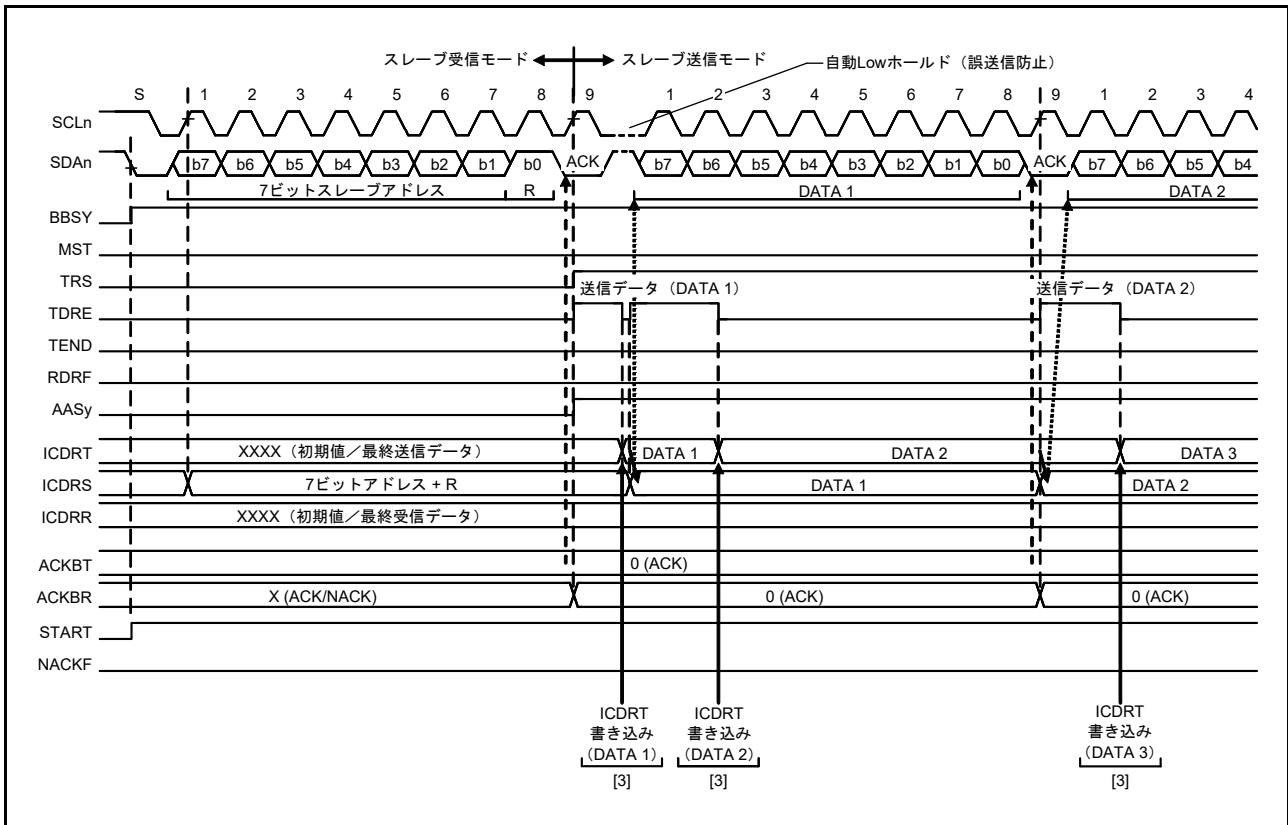 スレーブ受信モード スレーブ送信モード
自動Lowホールド（誤送信防止）
S 1 2 3 4 5 6 7 8 9 1 2 3 4 5 6 7 8 9 1 2 3 4
SCLn
SDAn b7 b6 b5 b4 b3 b2 b1 b0 ACK b7 b6 b5 b4 b3 b2 b1 b0 ACK b7 b6 b5 b4
7ビットスレーブアドレス R DATA 1 DATA 2
BBSY
MST
TRS
送信データ（DATA 1） 送信データ（DATA 2）
TDRE
TEND
RDRF
AASy
ICDRT XXXX（初期値／最終送信データ） DATA 1 DATA 2 DATA 3
ICDRS 7ビットアドレス + R DATA 1 DATA 2
ICDRR XXXX（初期値／最終受信データ）
ACKBT 0 (ACK)
ACKBR X (ACK/NACK) 0 (ACK) 0 (ACK)
START
NACKF
ICDRT ICDRT ICDRT
書き込み 書き込み 書き込み
（DATA 1） （DATA 2） （DATA 3）
[3] [3] [3]